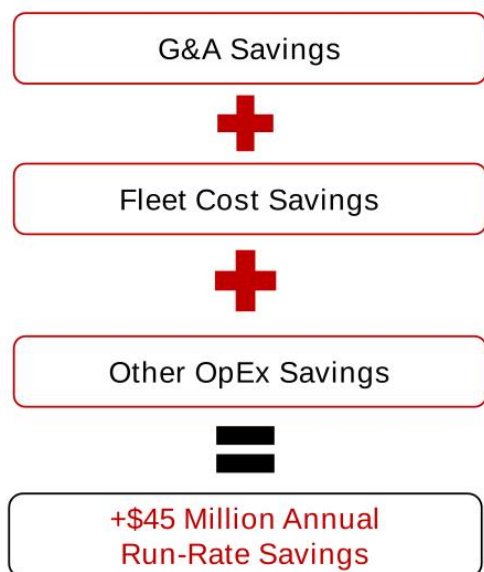 G&A Savings
Fleet Cost Savings
Other OpEx Savings
+$45 Million Annual
Run-Rate Savings